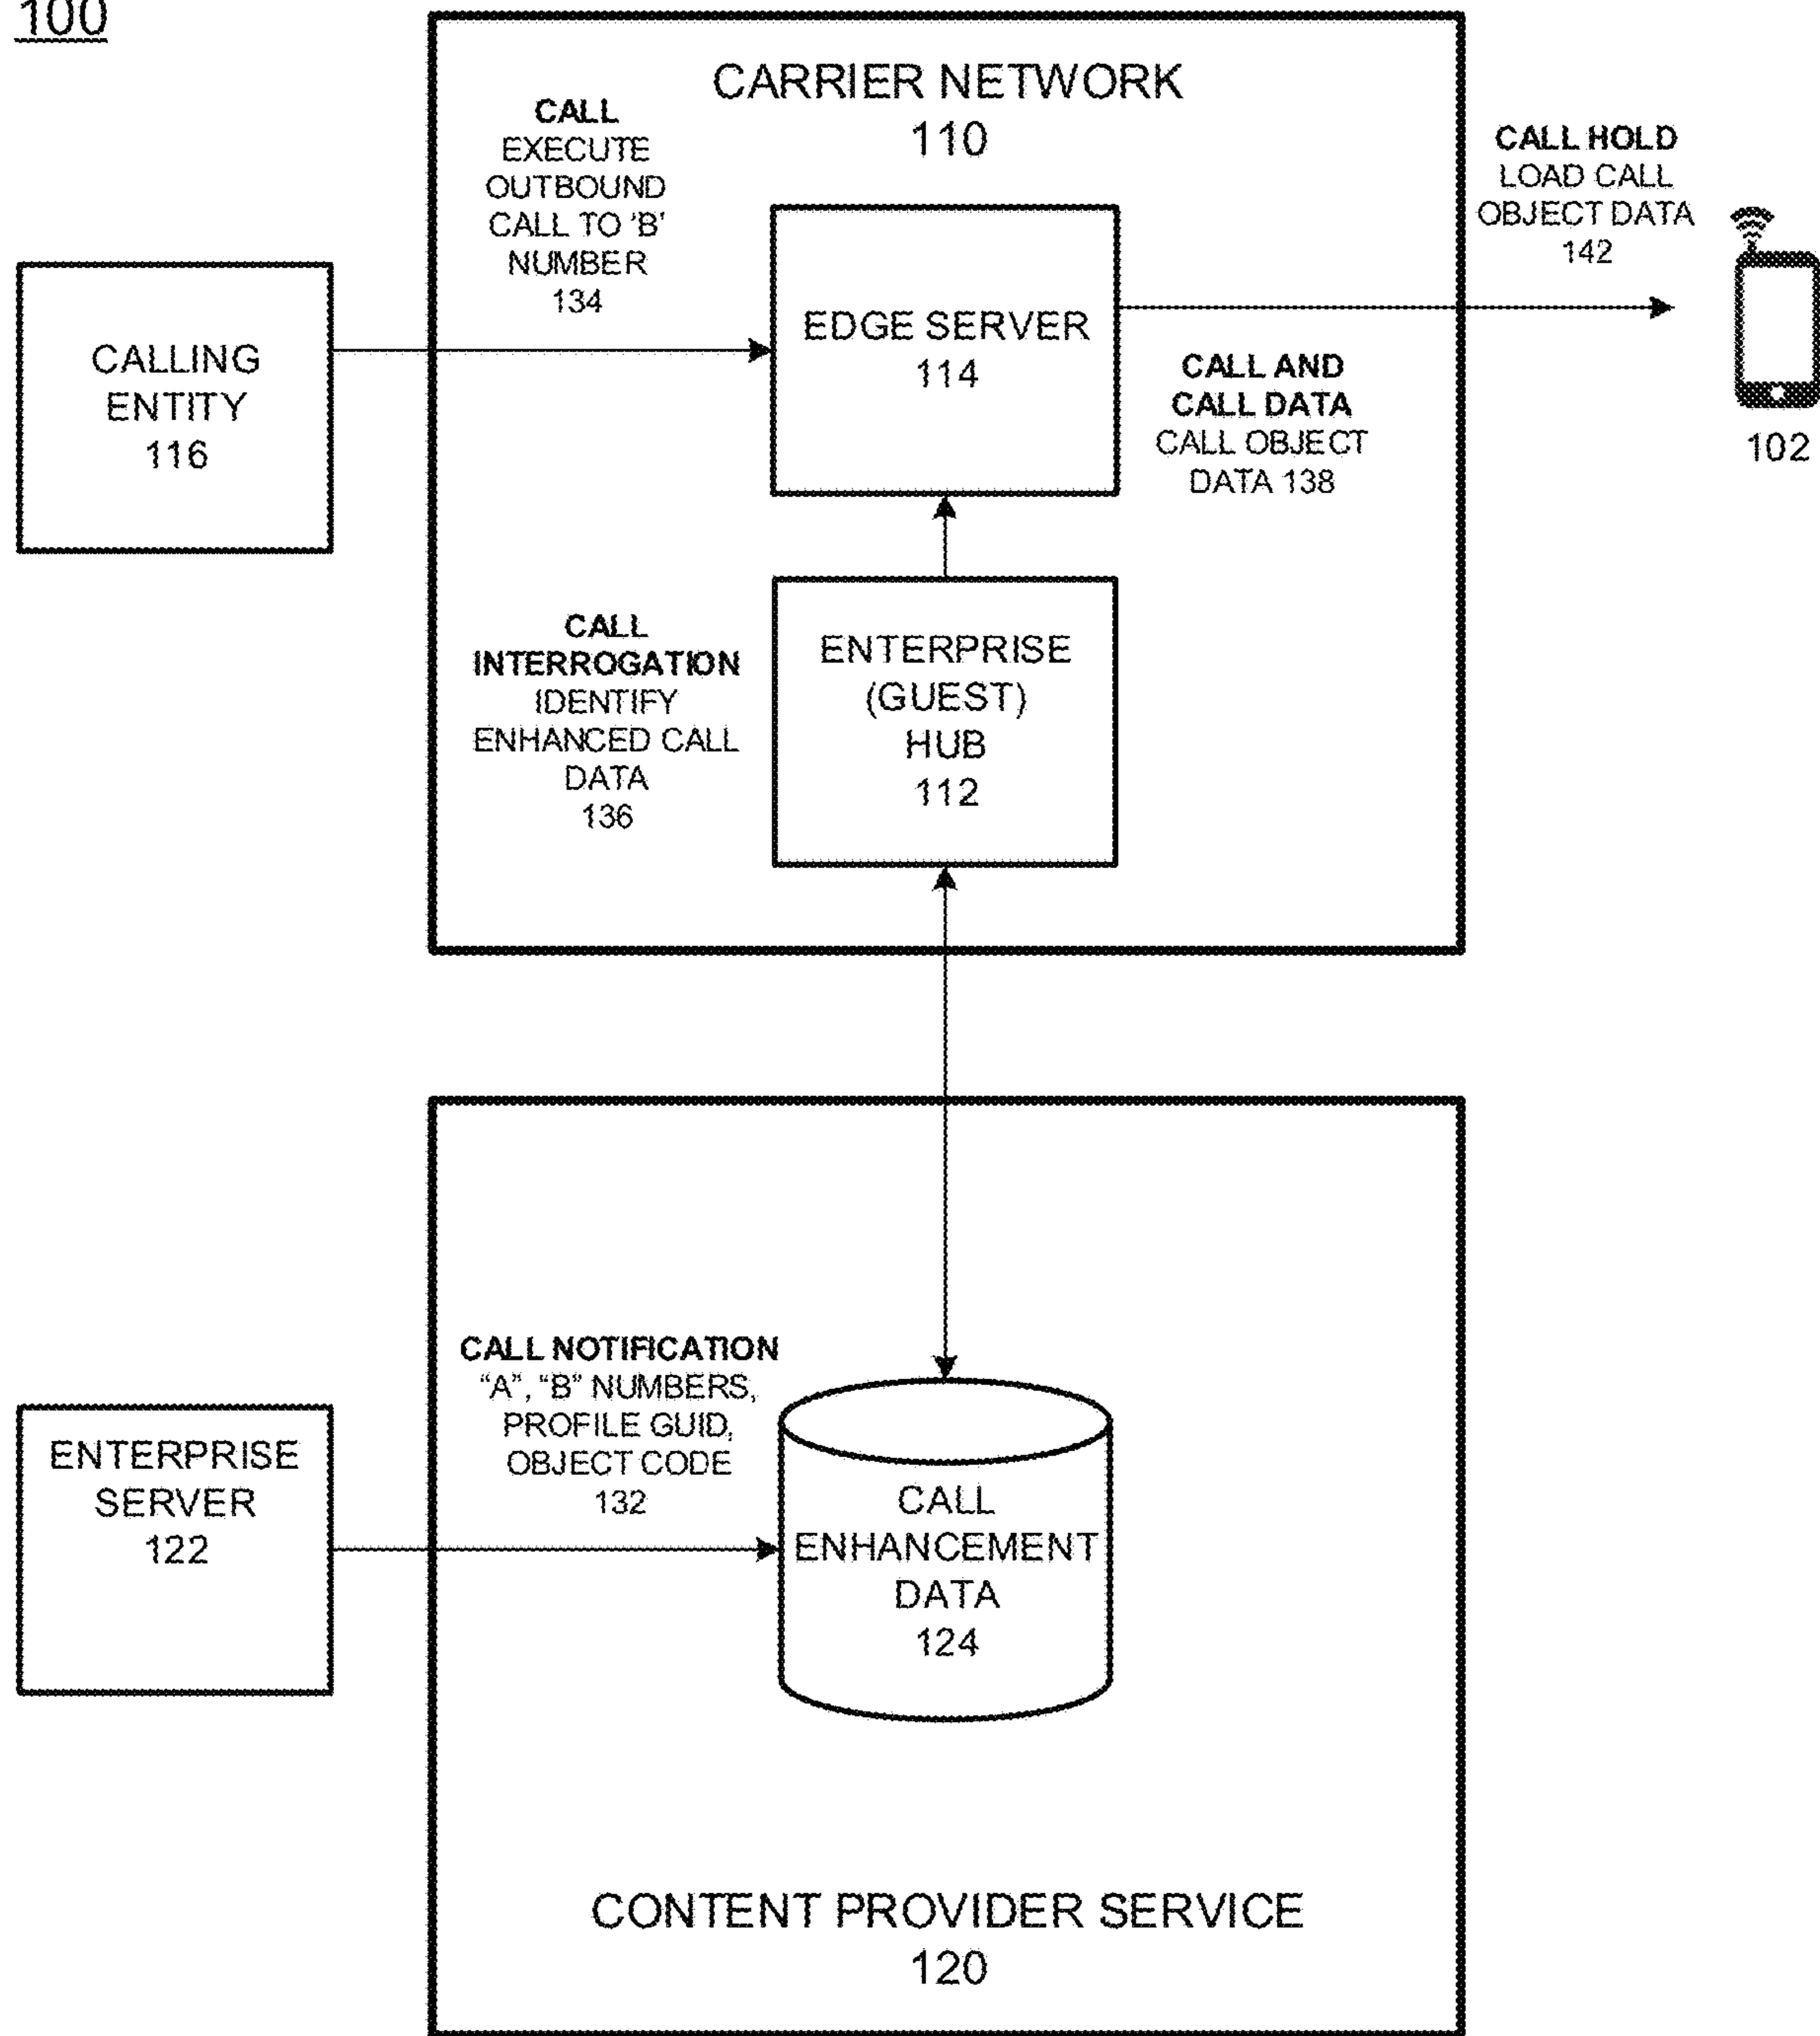 100
CARRIER NETWORK
110
CALL
EXECUTE
OUTBOUND
CALL TO 'B'
NUMBER
134
CALL HOLD
LOAD CALL
OBJECT DATA
142
CALLING
ENTITY
116
EDGE SERVER
114
CALL AND
CALL DATA
CALL OBJECT
DATA 138
102
CALL
INTERROGATION
IDENTIFY
ENHANCED CALL
DATA
136
ENTERPRISE
(GUEST)
HUB
112
CALL NOTIFICATION
"A", "B" NUMBERS,
PROFILE GUID,
OBJECT CODE
132
ENTERPRISE
SERVER
122
CALL
ENHANCEMENT
DATA
124
CONTENT PROVIDER SERVICE
120